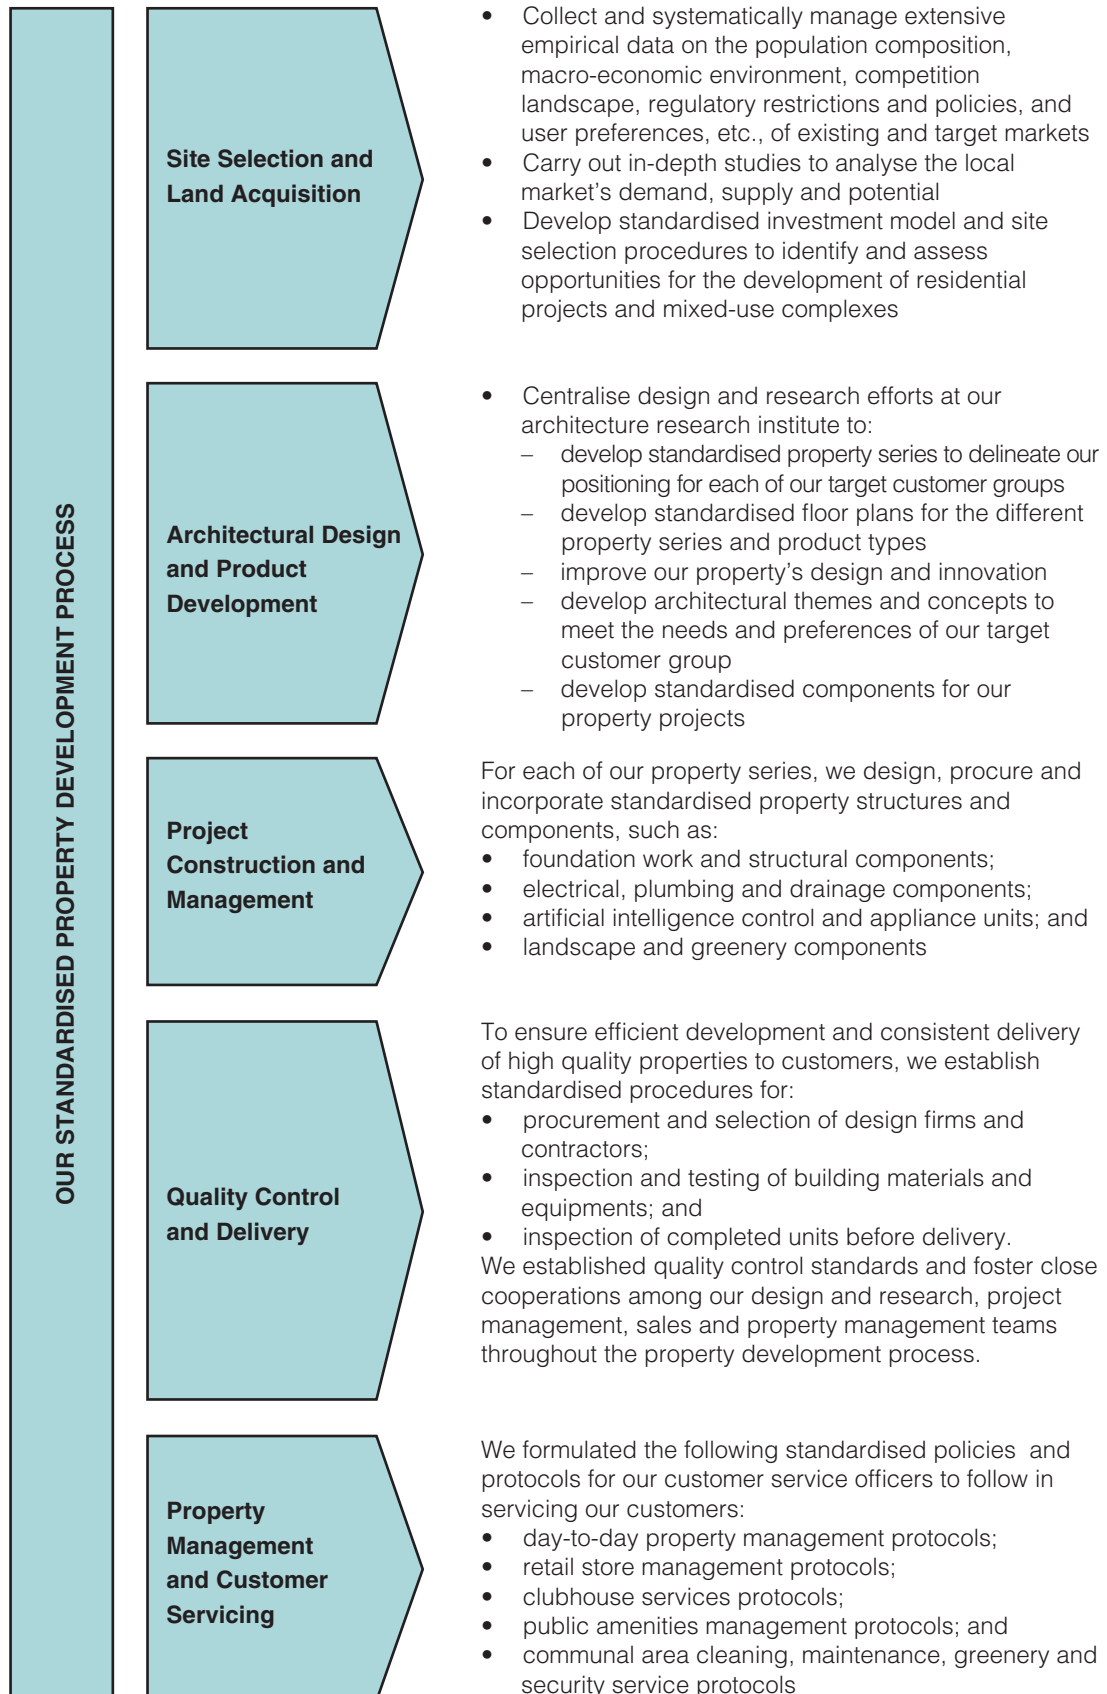 OUR STANDARDISED PROPERTY DEVELOPMENT PROCESS
Site Selection and
Land Acquisition
• Collect and systematically manage extensive
empirical data on the population composition,
macro-economic environment, competition
landscape, regulatory restrictions and policies, and
user preferences, etc., of existing and target markets
• Carry out in-depth studies to analyse the local
market's demand, supply and potential
• Develop standardised investment model and site
selection procedures to identify and assess
opportunities for the development of residential
projects and mixed-use complexes
Architectural Design
and Product
Development
• Centralise design and research efforts at our
architecture research institute to:
– develop standardised property series to delineate our
positioning for each of our target customer groups
– develop standardised floor plans for the different
property series and product types
– improve our property's design and innovation
– develop architectural themes and concepts to
meet the needs and preferences of our target
customer group
– develop standardised components for our
property projects
Project
Construction and
Management
For each of our property series, we design, procure and
incorporate standardised property structures and
components, such as:
• foundation work and structural components;
• electrical, plumbing and drainage components;
• artificial intelligence control and appliance units; and
• landscape and greenery components
Quality Control
and Delivery
To ensure efficient development and consistent delivery
of high quality properties to customers, we establish
standardised procedures for:
• procurement and selection of design firms and
contractors;
• inspection and testing of building materials and
equipments; and
• inspection of completed units before delivery.
We established quality control standards and foster close
cooperations among our design and research, project
management, sales and property management teams
throughout the property development process.
Property
Management
and Customer
Servicing
We formulated the following standardised policies and
protocols for our customer service officers to follow in
servicing our customers:
• day-to-day property management protocols;
• retail store management protocols;
• clubhouse services protocols;
• public amenities management protocols; and
• communal area cleaning, maintenance, greenery and
security service protocols